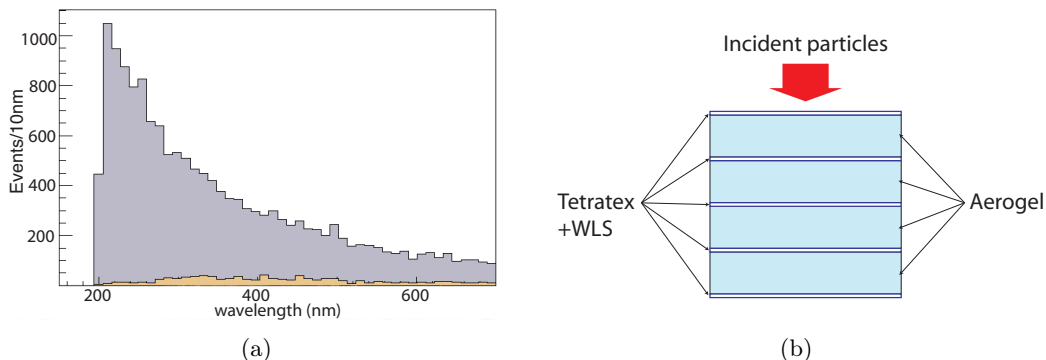 1000
800
600
400
200
Events/10nm
200
400
600
wavelength (nm)
(a)
Incident particles
Tetratex
+WLS
Aerogel
(b)